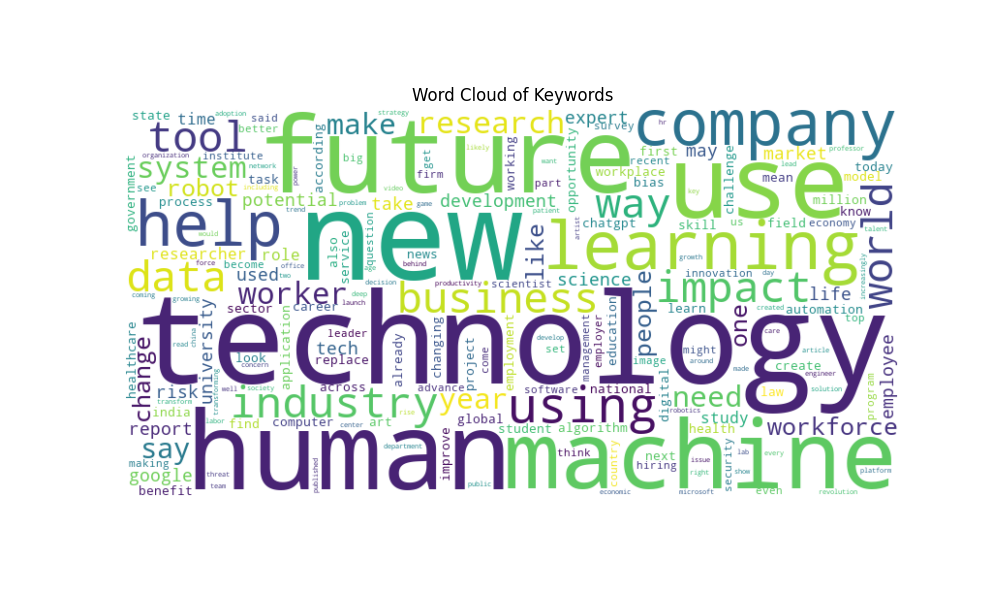 Word Cloud of Keywords
state
time
adoption
said
better
strategy
make
research
expert
survey
company
tool
future
according
big
get
firm
working
opportunity
first
recent
workplace
bias
may
challenge
market
mean
lead
professor
today
model
organization
institute
network
system
task
power
likely
want
hr
use
key
government
see
robot
process
including
potential
trend
video
problem
take
game
development
part
patient
way
million
know
talent
world
help
new
artist
chatgpt
skill
us
field
economy
researcher
role
also
service
question
age
news
behind
like
learning
growth
increasingly
data
used
become
two
office
decision
productivity
scientist
science
innovation
day
impact
life
coming
growing
worker
deep
launch
business
people
learn
created
automation
top
healthcare
technology
sector
career
university
leader
changing
employment
develop
management
employer
education
one
care
change
read
china
look
concern
application
tech
replace
already
project
come
set
image
might
around
made
article
create
engineer
employee
risk
transforming
well
society
across
advance
software
national
digital
robotics
need
law
solution
program
transform
india
labor
industry
year
rise
using
study
report
find
computer
center
art
global
student
algorithm
health
workforce
say
making
google
benefit
threat
team
human
published
department
improve
public
machine
think
hiring
country
economic
next
issue
right
microsoft
security
lab
show
every
even
platform
revolution
force
would